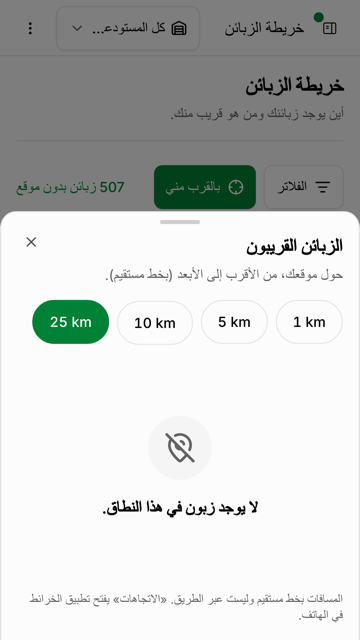 خريطة الزبائن
كل المستودعـ...
خريطة الزبائن
أين يوجد زبائنك ومن هو قريب منك.
الفلاتر
بالقرب مني
507 زبائن بدون موقع
الزبائن القريبون
حول موقعك، من الأقرب إلى الأبعد (بخط مستقيم).
1 km
5 km
10 km
25 km
لا يوجد زبون في هذا النطاق.
المسافات بخط مستقيم وليست عبر الطريق. «الاتجاهات» يفتح تطبيق الخرائط
في الهاتف.